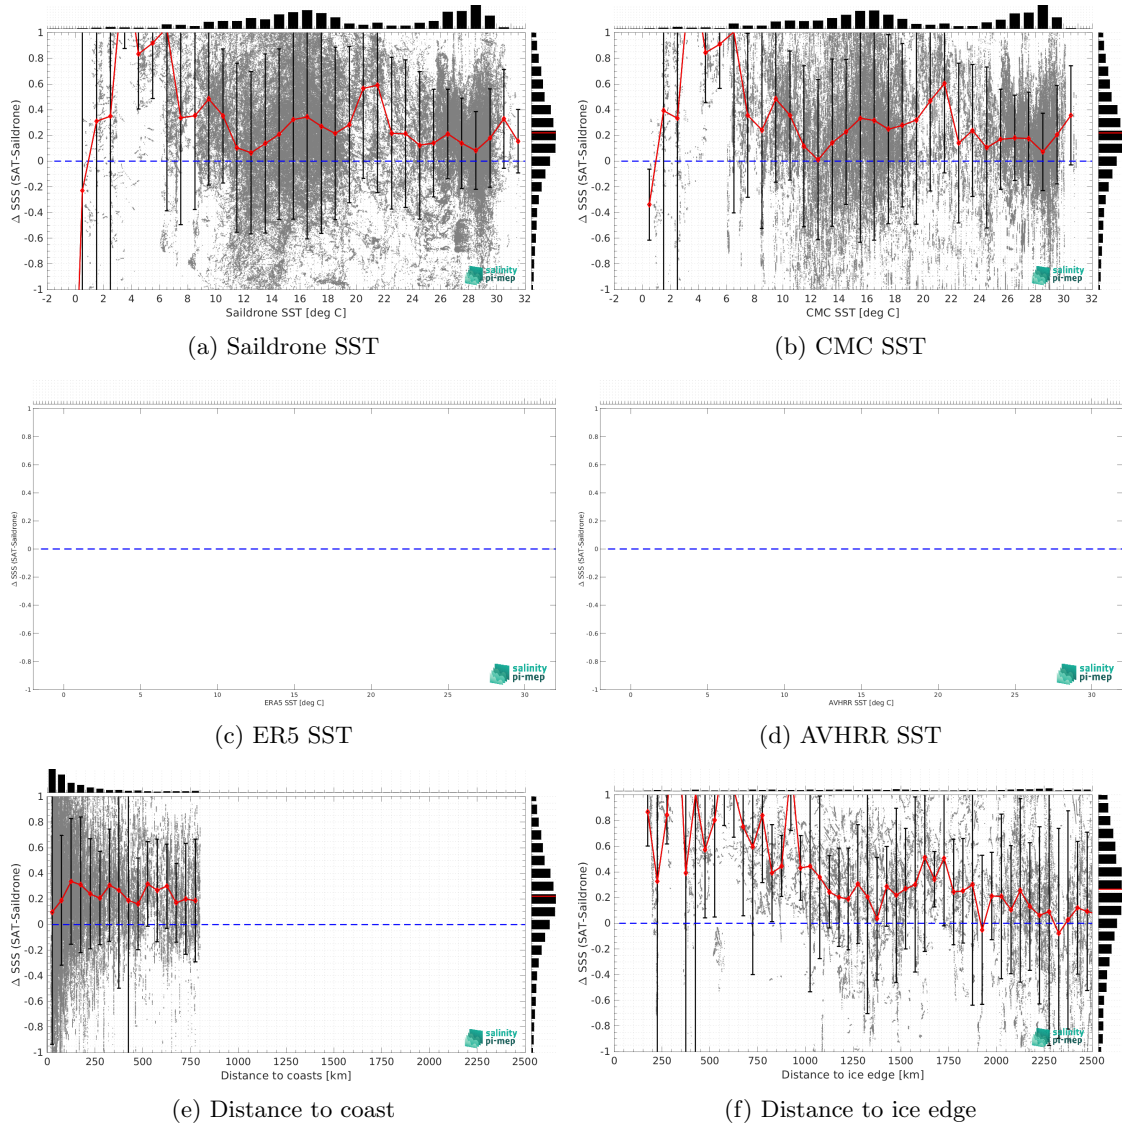 1
0.8
0.6
0.4
0.2
0
-0.2
-0.4
-0.6
-0.8
-1
Δ SSS (SAT-Saildrone)
-2 0 2 4 6 8 10 12 14 16 18 20 22 24 26 28 30 32
Saildrone SST [deg C]
salinity
pi-mep
(a) Saildrone SST
1
0.8
0.6
0.4
0.2
0
-0.2
-0.4
-0.6
-0.8
-1
Δ SSS (SAT-Saildrone)
-2 0 2 4 6 8 10 12 14 16 18 20 22 24 26 28 30 32
CMC SST [deg C]
salinity
pi-mep
(b) CMC SST
1
0.8
0.6
0.4
0.2
0
-0.2
-0.4
-0.6
-0.8
-1
Δ SSS (SAT-Saildrone)
0 5 10 15 20 25 30
ERA5 SST [deg C]
salinity
pi-mep
(c) ER5 SST
1
0.8
0.6
0.4
0.2
0
-0.2
-0.4
-0.6
-0.8
-1
Δ SSS (SAT-Saildrone)
0 5 10 15 20 25 30
AVHRR SST [deg C]
salinity
pi-mep
(d) AVHRR SST
1
0.8
0.6
0.4
0.2
0
-0.2
-0.4
-0.6
-0.8
-1
Δ SSS (SAT-Saildrone)
0 250 500 750 1000 1250 1500 1750 2000 2250 2500
Distance to coasts [km]
salinity
pi-mep
(e) Distance to coast
1
0.8
0.6
0.4
0.2
0
-0.2
-0.4
-0.6
-0.8
-1
Δ SSS (SAT-Saildrone)
0 250 500 750 1000 1250 1500 1750 2000 2250 2500
Distance to ice edge [km]
salinity
pi-mep
(f) Distance to ice edge